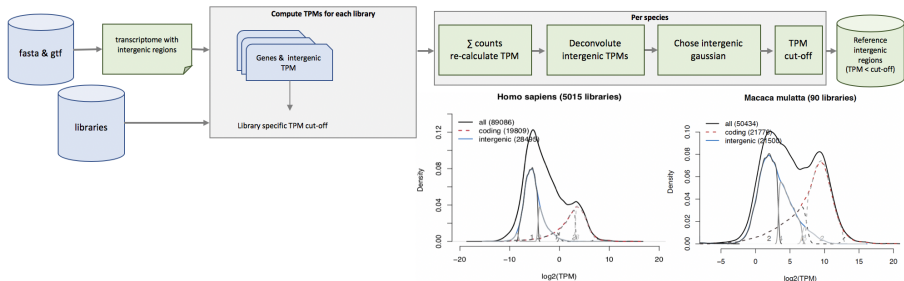 fasta & gtf
transcriptome with
intergenic regions
libraries
Compute TPMs for each library
Genes & intergenic
TPM
Library specific TPM cut-off
Per species
∑ counts
re-calculate TPM
Deconvolute
intergenic TPMs
Chose intergenic
gaussian
TPM
cut-off
Reference
intergenic
regions
(TPM < cut-off)
Homo sapiens (5015 libraries)
all (89086)
coding (19809)
intergenic (28495)
Density
0.00
0.04
0.08
0.12
1
−20
−10
0
10
20
log2(TPM)
Macaca mulatta (90 libraries)
all (50434)
coding (21776)
intergenic (21500)
Density
0.00
0.02
0.04
0.06
0.08
0.10
2
−5
0
5
10
15
20
log2(TPM)